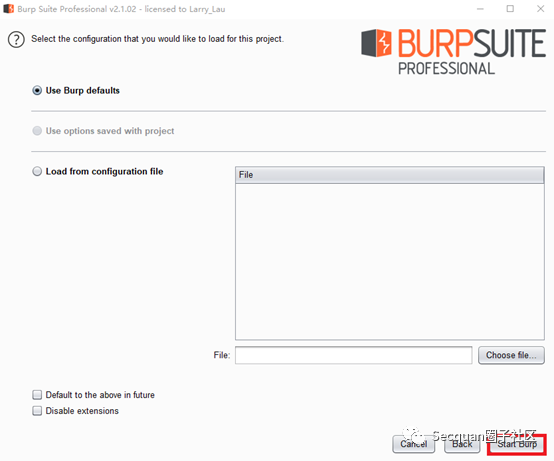 Burp Suite Professional v2.1.02 - licensed to Larry_Lau
? Select the configuration that you would like to load for this project.
BURPSUITE
PROFESSIONAL
Use Burp defaults
Use options saved with project
Load from configuration file
File
File:
Choose file...
Default to the above in future
Disable extensions
Cancel Back Start Burp
Secquan圈子社区